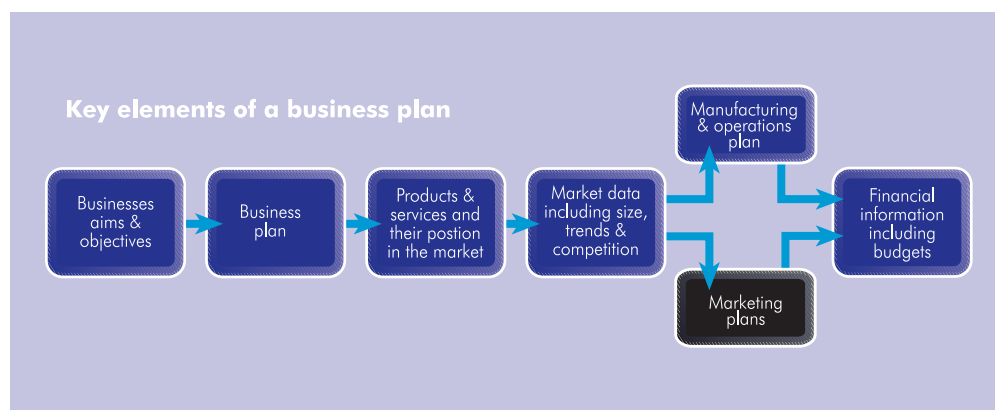 Key elements of a business plan
Businesses
aims &
objectives
Business
plan
Products &
services and
their postion
in the market
Market data
including size,
trends &
competition
Manufacturing
& operations
plan
Marketing
plans
Financial
information
including
budgets